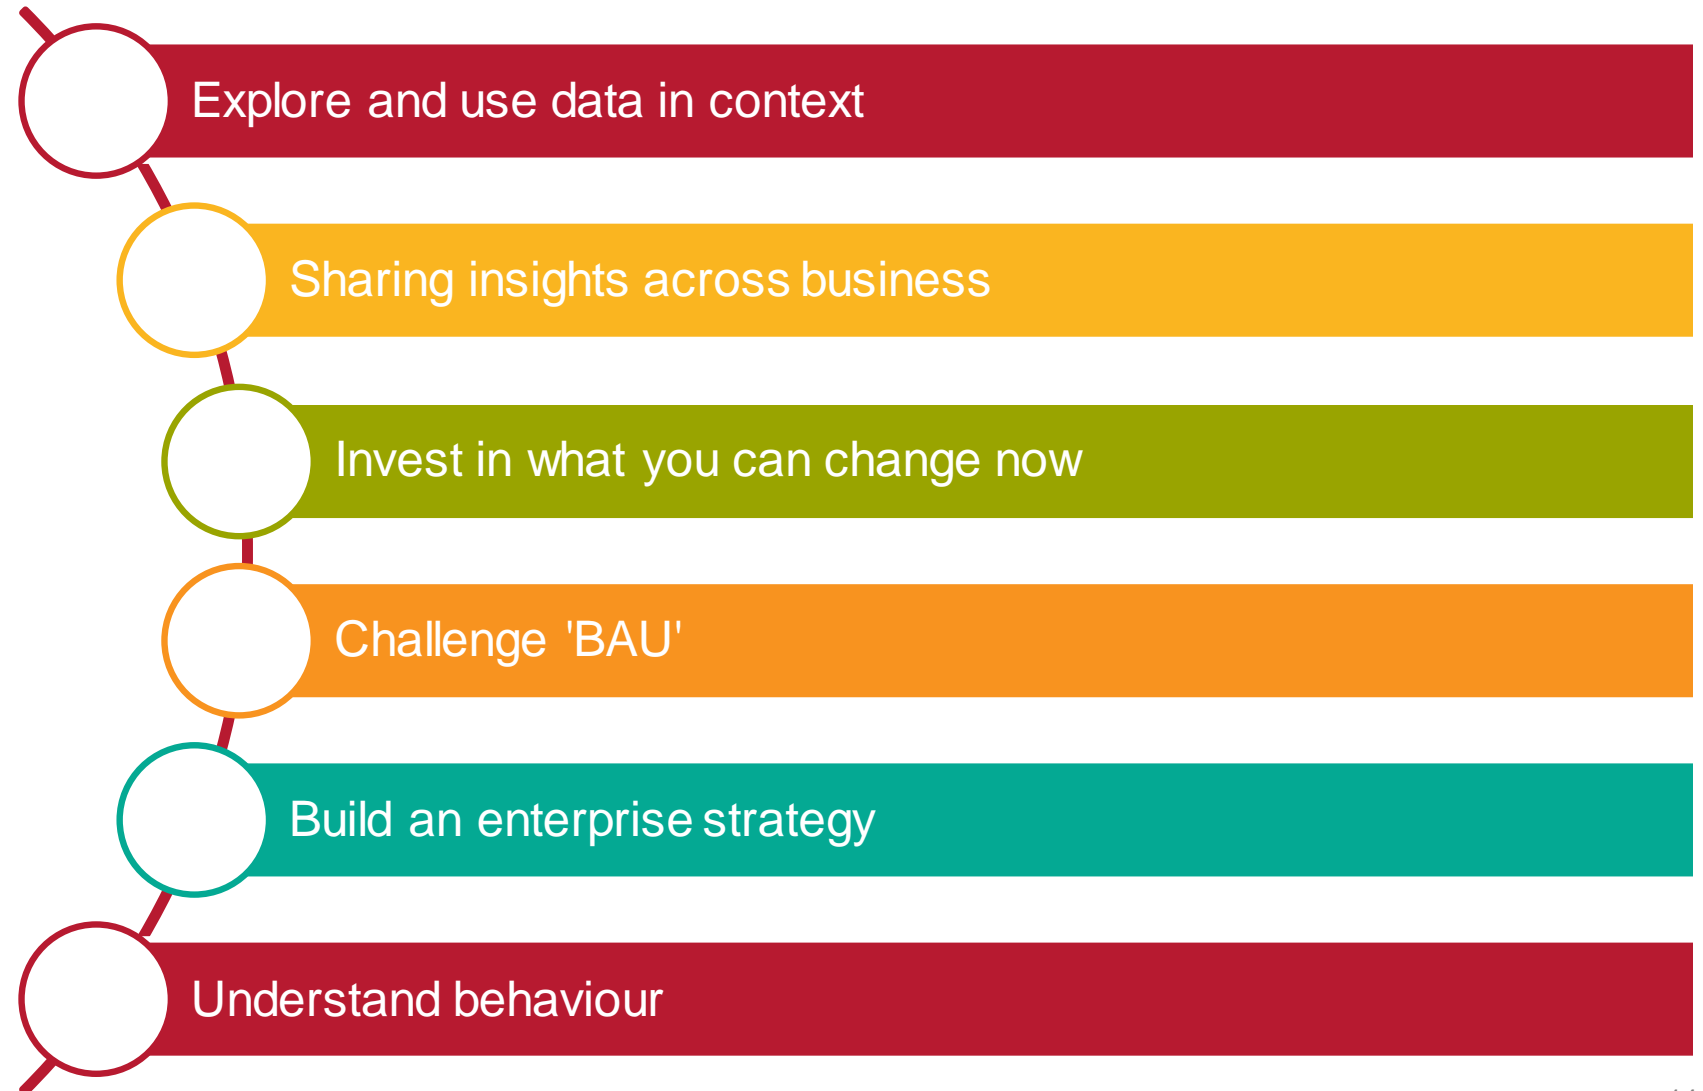 Explore and use data in context
Sharing insights across business
Invest in what you can change now
Challenge 'BAU'
Build an enterprise strategy
Understand behaviour